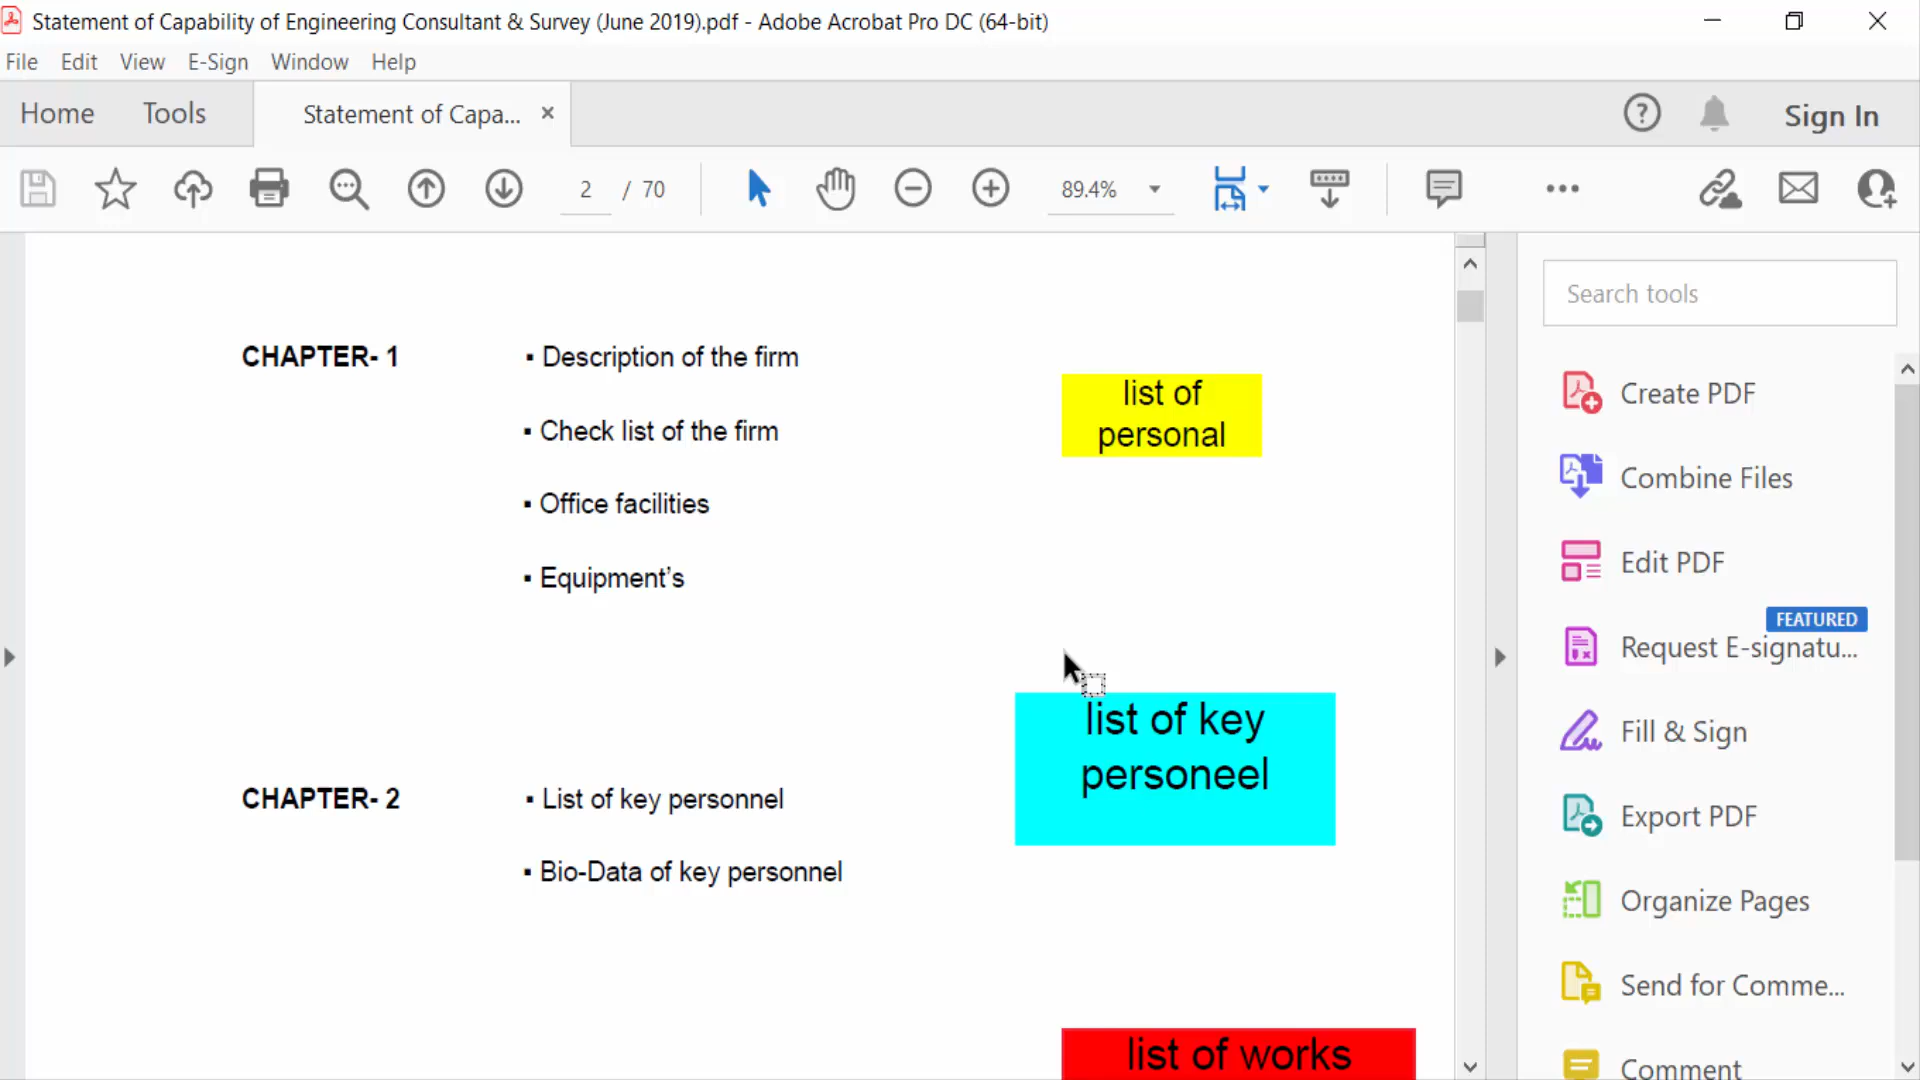 Statement of Capability of Engineering Consultant & Survey (June 2019).pdf - Adobe Acrobat Pro DC (64-bit)
File Edit View E-Sign Window Help
Home Tools Statement of Capa... × Sign In
2 / 70 89.4%
Search tools
CHAPTER- 1 ▪ Description of the firm
list of
personal
▪ Check list of the firm
▪ Office facilities
▪ Equipment’s
list of key
personeel
CHAPTER- 2 ▪ List of key personnel
▪ Bio-Data of key personnel
list of works
Create PDF
Combine Files
Edit PDF
FEATURED
Request E-signatu...
Fill & Sign
Export PDF
Organize Pages
Send for Comme...
Comment